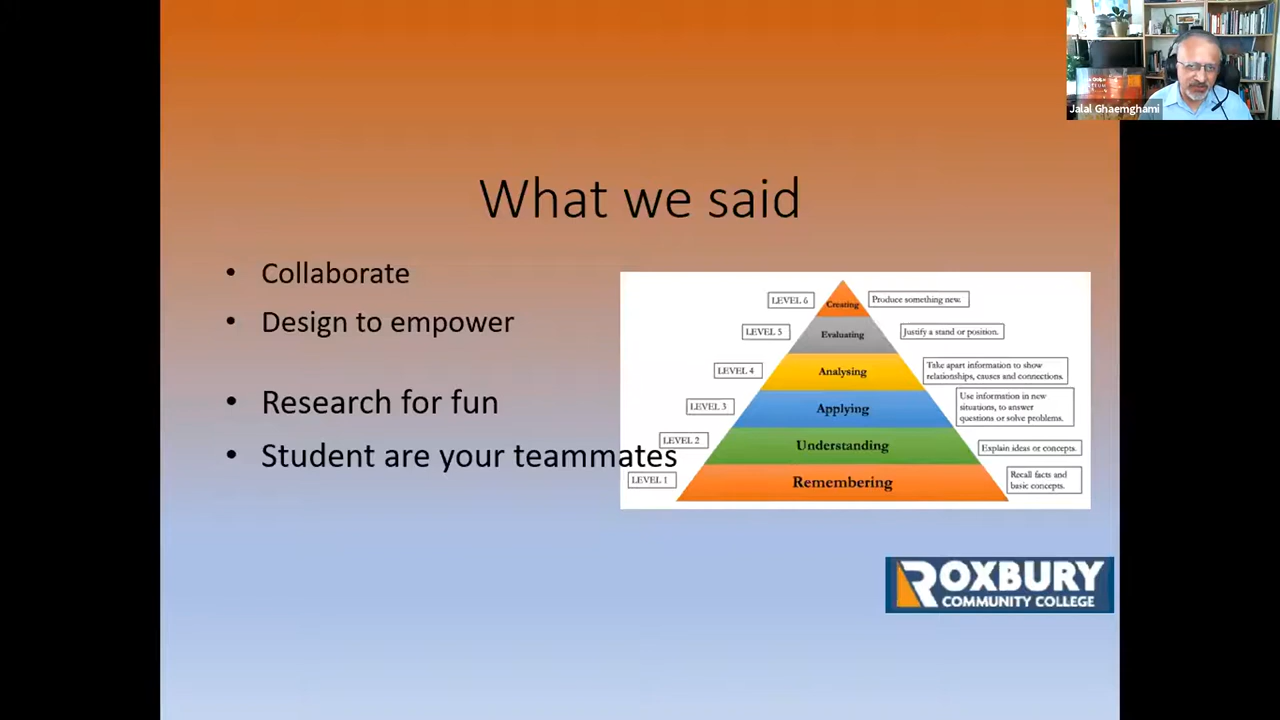 Jalal Ghaemghami
What we said
• Collaborate
• Design to empower
• Research for fun
• Student are your teammates
LEVEL 6
Creating
Produce something new.
LEVEL 5
Evaluating
Justify a stand or position.
LEVEL 4
Analysing
Take apart information to show
relationships, causes and connections.
LEVEL 3
Applying
Use information in new
situations, to answer
questions or solve problems.
LEVEL 2
Understanding
Explain ideas or concepts.
LEVEL 1
Remembering
Recall facts and
basic concepts.
ROXBURY
COMMUNITY COLLEGE